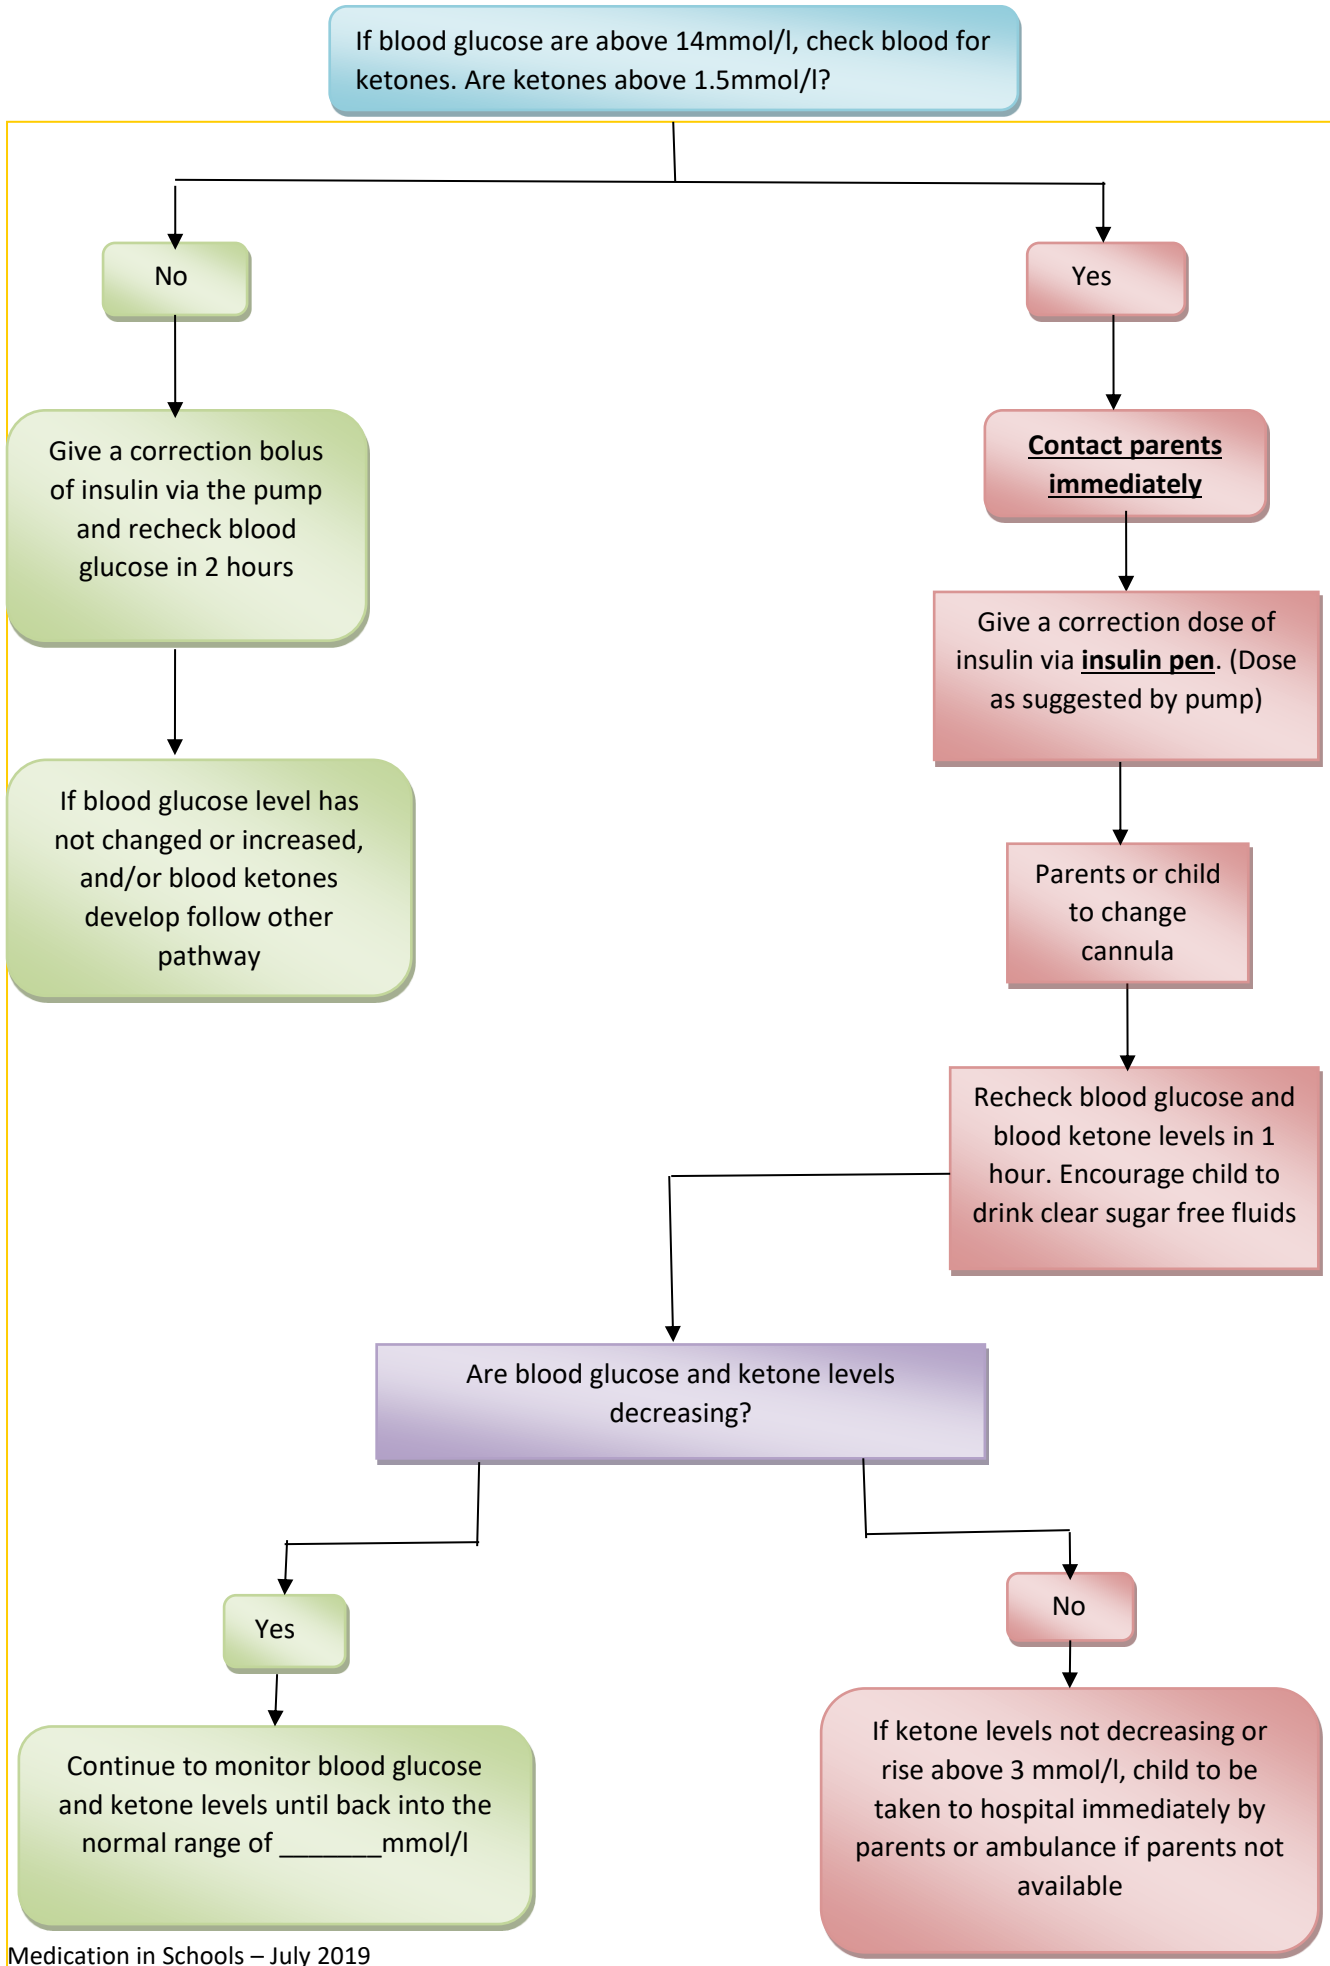 If blood glucose are above 14mmol/l, check blood for
ketones. Are ketones above 1.5mmol/l?
No
Yes
Give a correction bolus
of insulin via the pump
and recheck blood
glucose in 2 hours
Contact parents
immediately
Give a correction dose of
insulin via insulin pen. (Dose
as suggested by pump)
If blood glucose level has
not changed or increased,
and/or blood ketones
develop follow other
pathway
Parents or child
to change
cannula
Recheck blood glucose and
blood ketone levels in 1
hour. Encourage child to
drink clear sugar free fluids
Are blood glucose and ketone levels
decreasing?
Yes
No
Continue to monitor blood glucose
and ketone levels until back into the
normal range of _______mmol/l
If ketone levels not decreasing or
rise above 3 mmol/l, child to be
taken to hospital immediately by
parents or ambulance if parents not
available
Medication in Schools – July 2019